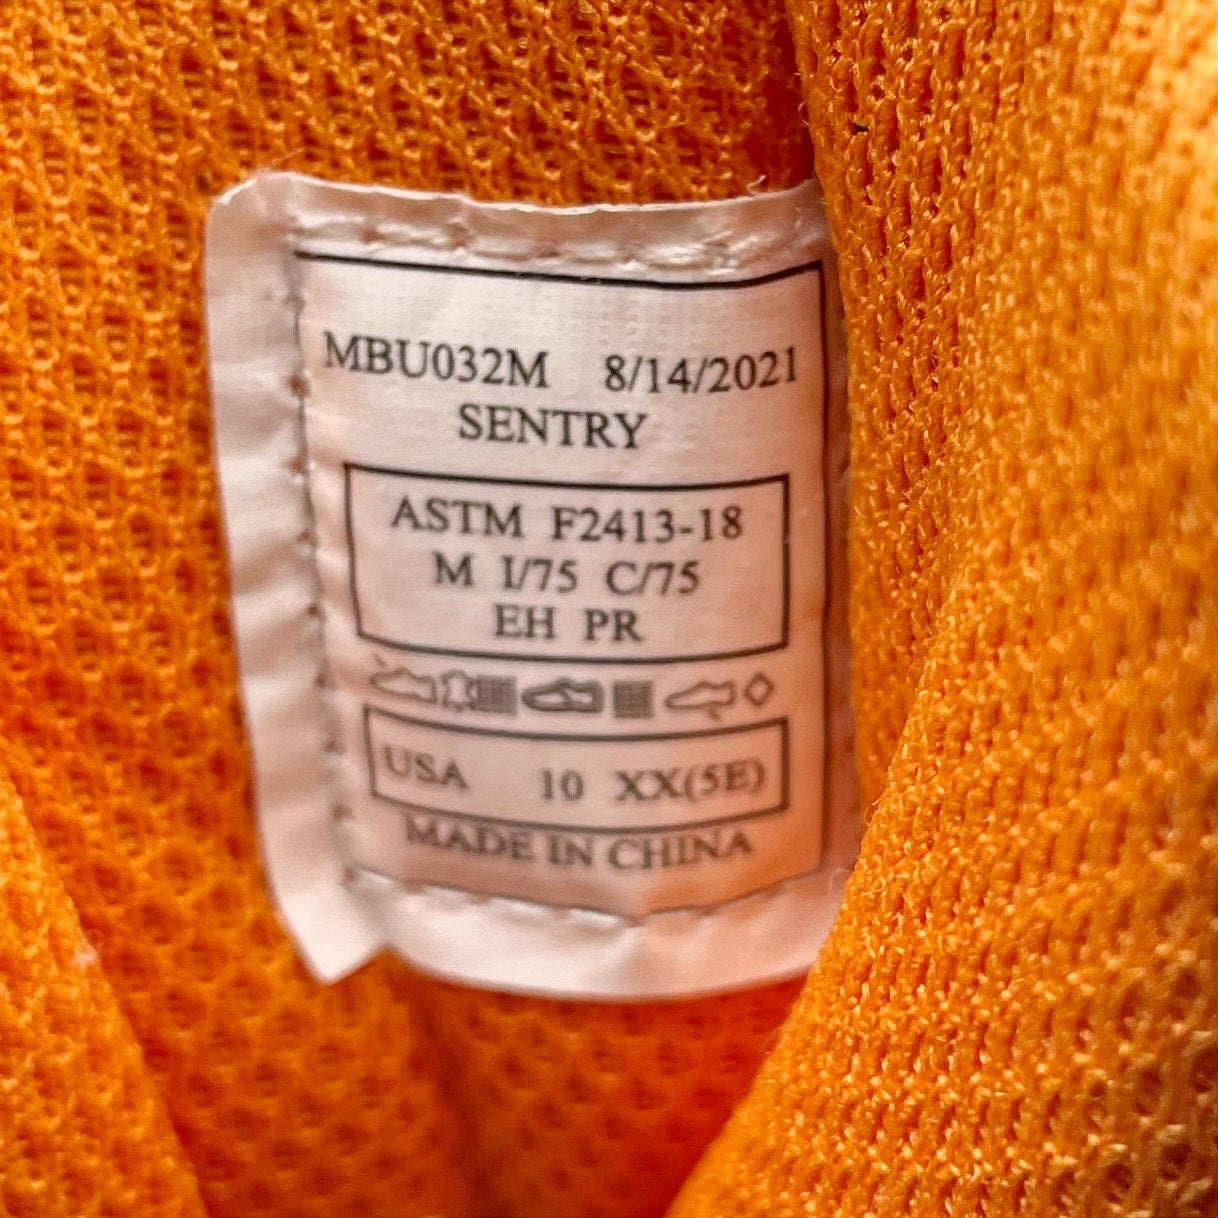 MBU032M 8/14/2021
SENTRY
ASTM F2413-18
M I/75 C/75
EH PR
USA 10 XX(5E)
MADE IN CHINA